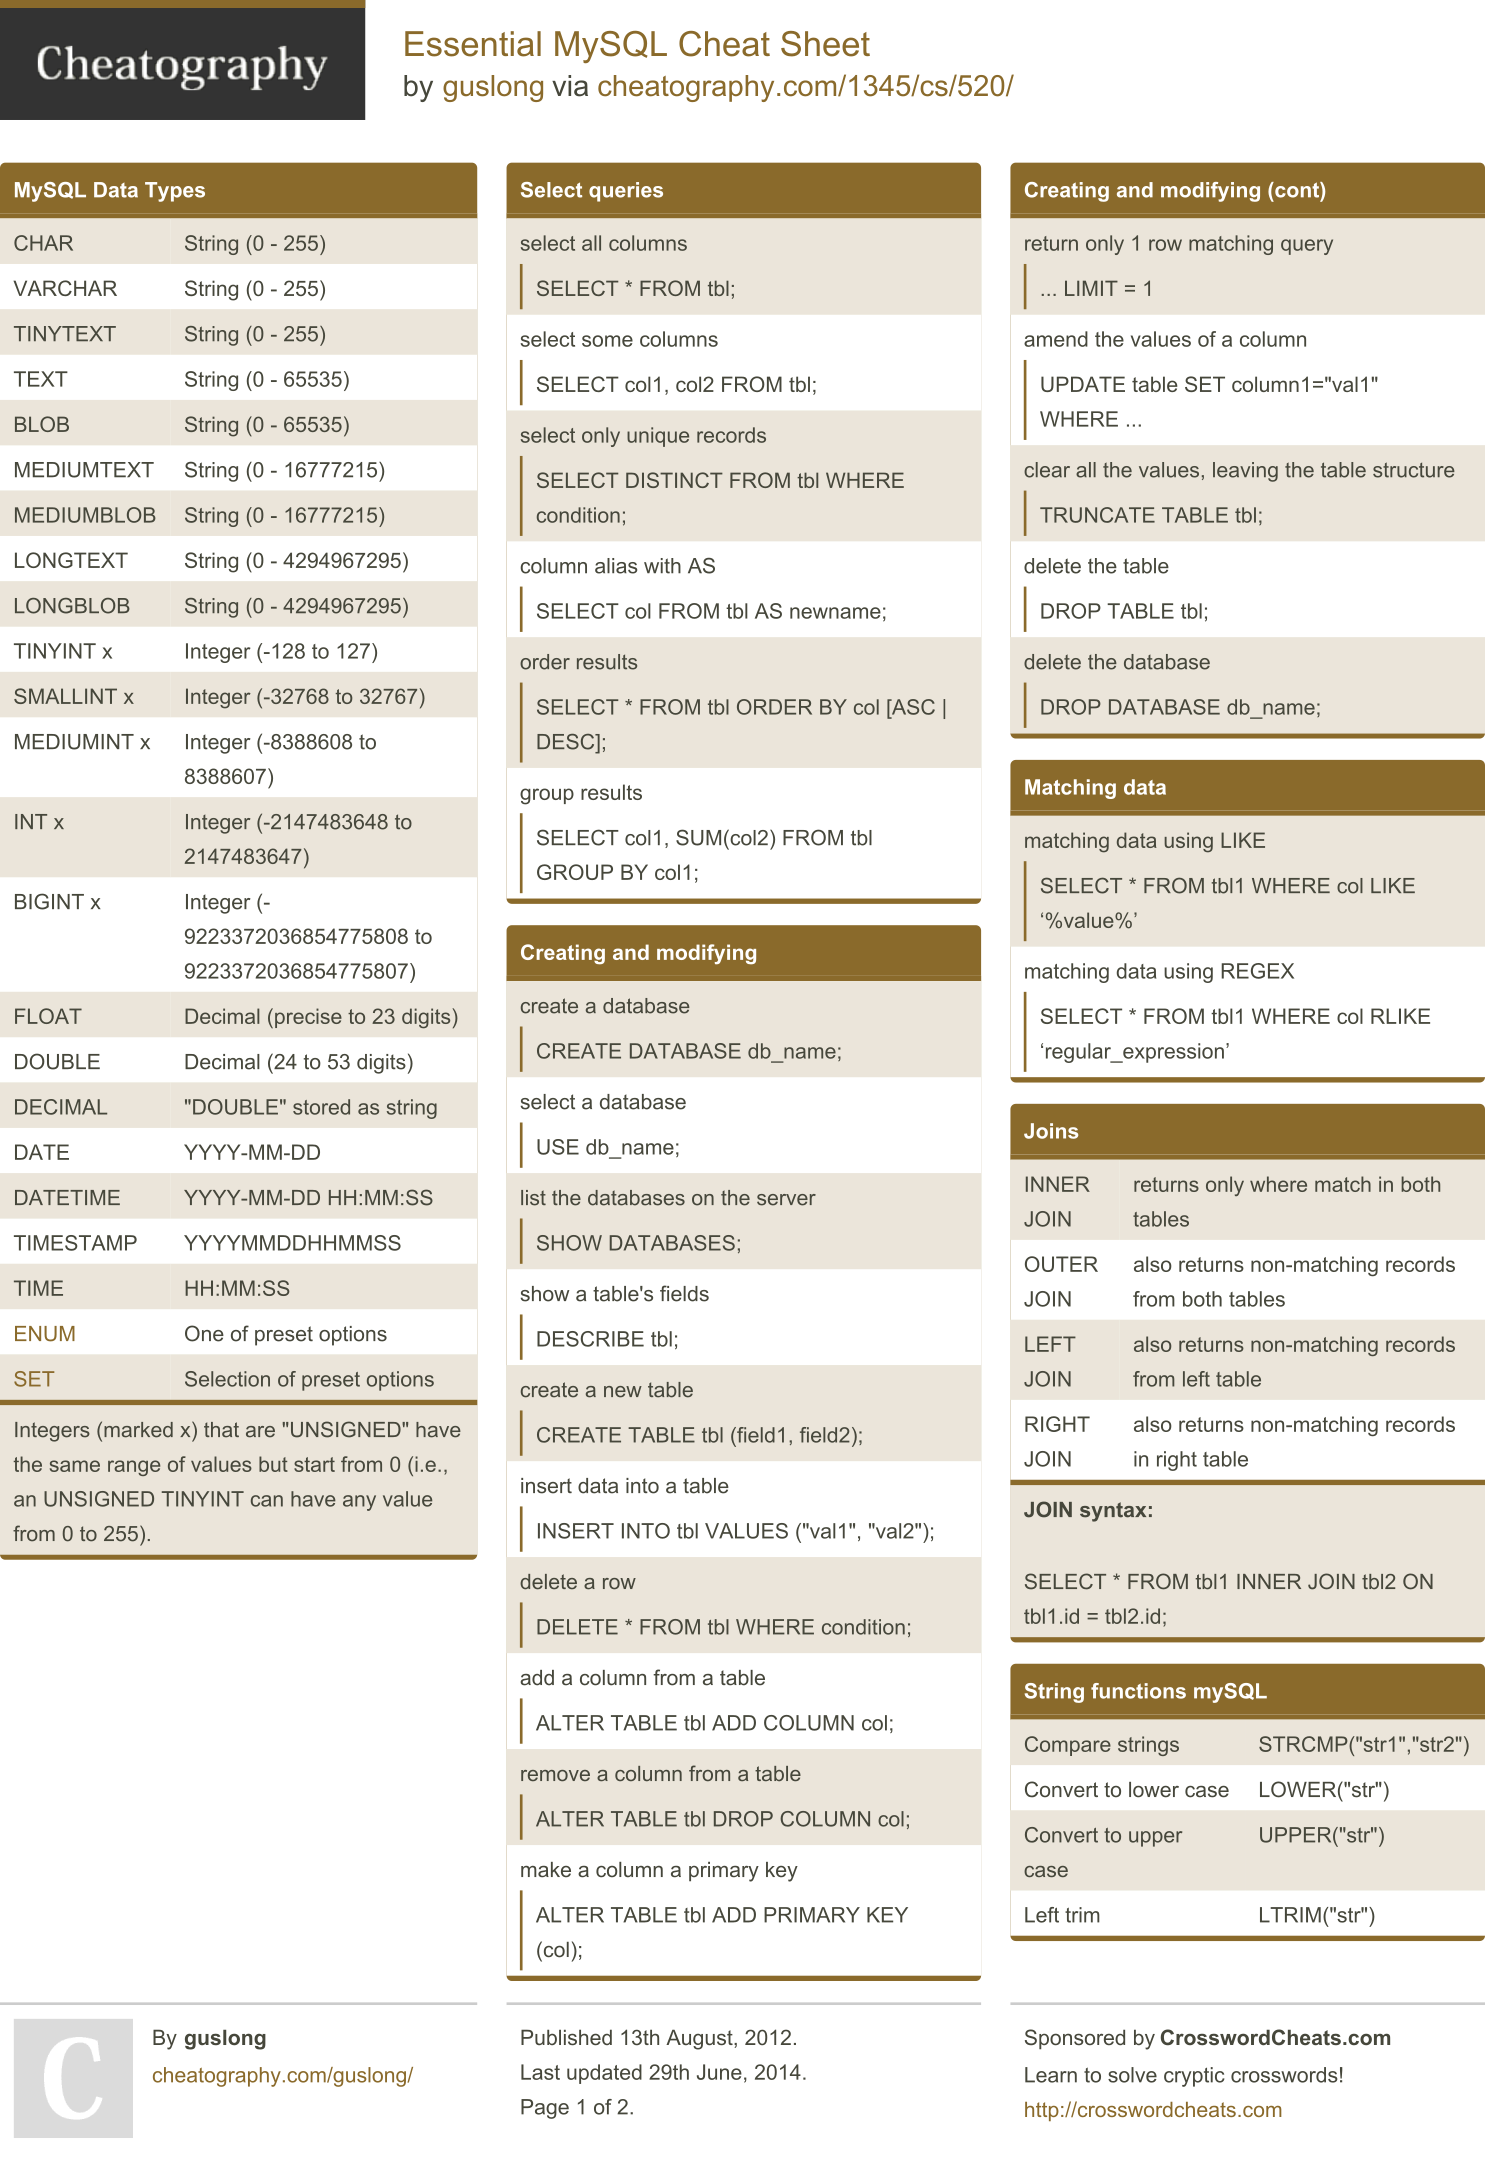 Cheatography
Essential MySQL Cheat Sheet
by guslong via cheatography.com/1345/cs/520/
MySQL Data Types
CHAR String (0 - 255)
VARCHAR String (0 - 255)
TINYTEXT String (0 - 255)
TEXT String (0 - 65535)
BLOB String (0 - 65535)
MEDIUMTEXT String (0 - 16777215)
MEDIUMBLOB String (0 - 16777215)
LONGTEXT String (0 - 4294967295)
LONGBLOB String (0 - 4294967295)
TINYINT x Integer (-128 to 127)
SMALLINT x Integer (-32768 to 32767)
MEDIUMINT x Integer (-8388608 to
8388607)
INT x Integer (-2147483648 to
2147483647)
BIGINT x Integer (-
9223372036854775808 to
9223372036854775807)
FLOAT Decimal (precise to 23 digits)
DOUBLE Decimal (24 to 53 digits)
DECIMAL "DOUBLE" stored as string
DATE YYYY-MM-DD
DATETIME YYYY-MM-DD HH:MM:SS
TIMESTAMP YYYYMMDDHHMMSS
TIME HH:MM:SS
ENUM One of preset options
SET Selection of preset options
Integers (marked x) that are "UNSIGNED" have
the same range of values but start from 0 (i.e.,
an UNSIGNED TINYINT can have any value
from 0 to 255).
Select queries
select all columns
SELECT * FROM tbl;
select some columns
SELECT col1, col2 FROM tbl;
select only unique records
SELECT DISTINCT FROM tbl WHERE
condition;
column alias with AS
SELECT col FROM tbl AS newname;
order results
SELECT * FROM tbl ORDER BY col [ASC |
DESC];
group results
SELECT col1, SUM(col2) FROM tbl
GROUP BY col1;
Creating and modifying
create a database
CREATE DATABASE db_name;
select a database
USE db_name;
list the databases on the server
SHOW DATABASES;
show a table's fields
DESCRIBE tbl;
create a new table
CREATE TABLE tbl (field1, field2);
insert data into a table
INSERT INTO tbl VALUES ("val1", "val2");
delete a row
DELETE * FROM tbl WHERE condition;
add a column from a table
ALTER TABLE tbl ADD COLUMN col;
remove a column from a table
ALTER TABLE tbl DROP COLUMN col;
make a column a primary key
ALTER TABLE tbl ADD PRIMARY KEY
(col);
Creating and modifying (cont)
return only 1 row matching query
... LIMIT = 1
amend the values of a column
UPDATE table SET column1="val1"
WHERE ...
clear all the values, leaving the table structure
TRUNCATE TABLE tbl;
delete the table
DROP TABLE tbl;
delete the database
DROP DATABASE db_name;
Matching data
matching data using LIKE
SELECT * FROM tbl1 WHERE col LIKE
‘%value%’
matching data using REGEX
SELECT * FROM tbl1 WHERE col RLIKE
‘regular_expression’
Joins
INNER returns only where match in both
JOIN tables
OUTER also returns non-matching records
JOIN from both tables
LEFT also returns non-matching records
JOIN from left table
RIGHT also returns non-matching records
JOIN in right table
JOIN syntax:
SELECT * FROM tbl1 INNER JOIN tbl2 ON
tbl1.id = tbl2.id;
String functions mySQL
Compare strings STRCMP("str1","str2")
Convert to lower case LOWER("str")
Convert to upper UPPER("str")
case
Left trim LTRIM("str")
C
By guslong
cheatography.com/guslong/
Published 13th August, 2012.
Last updated 29th June, 2014.
Page 1 of 2.
Sponsored by CrosswordCheats.com
Learn to solve cryptic crosswords!
http://crosswordcheats.com